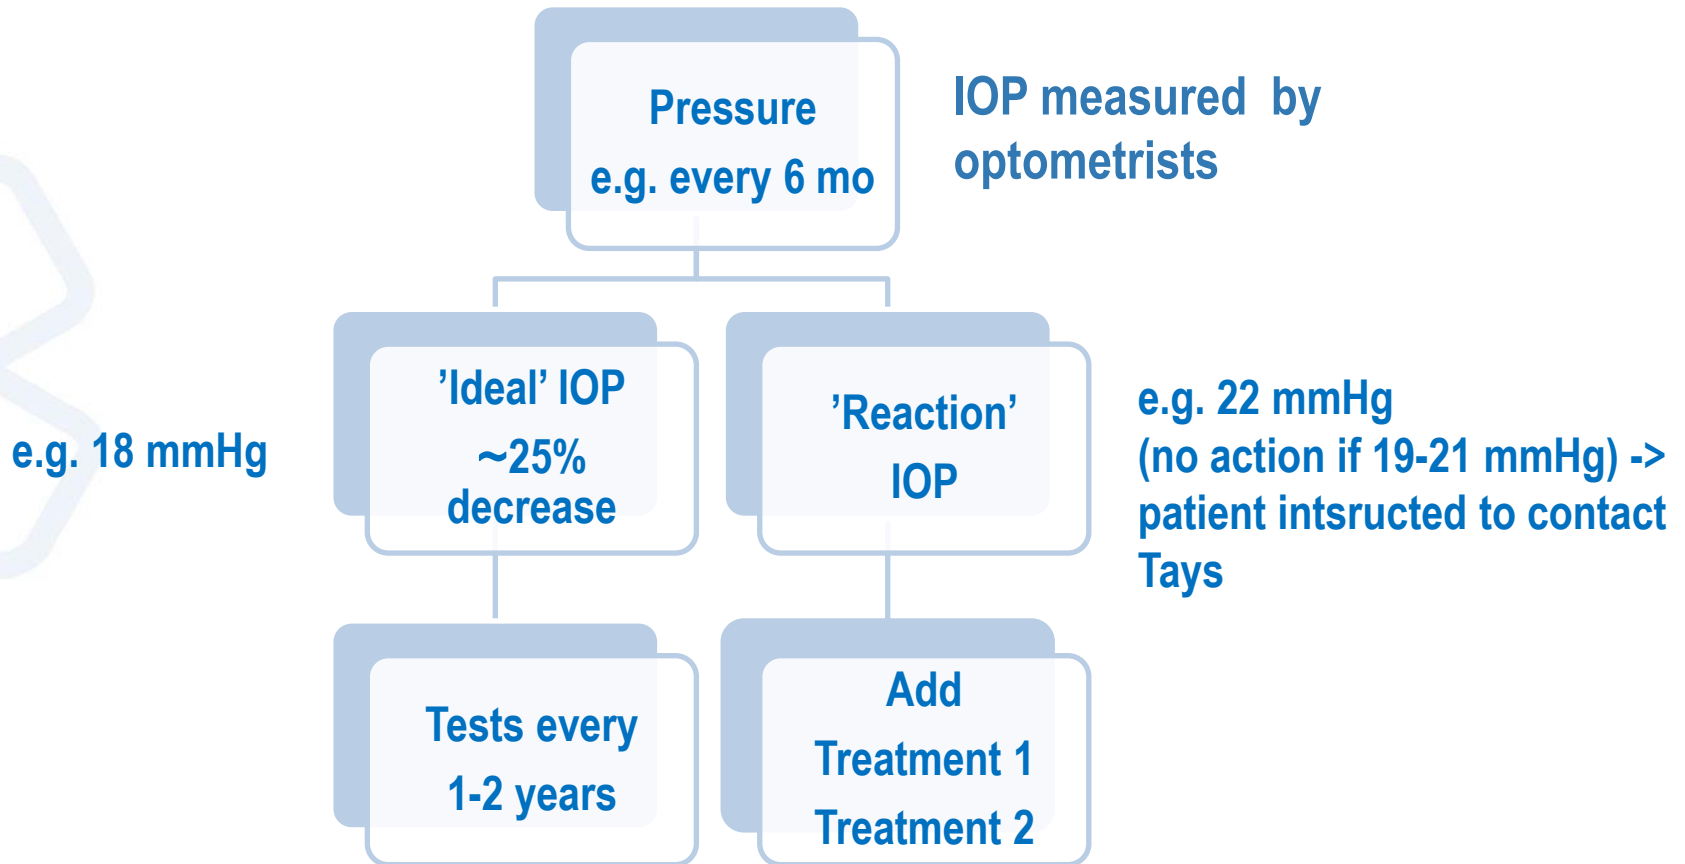 Pressure
e.g. every 6 mo
IOP measured by
optometrists
e.g. 18 mmHg
’Ideal’ IOP
~25%
decrease
’Reaction’
IOP
e.g. 22 mmHg
(no action if 19-21 mmHg) ->
patient intsructed to contact
Tays
Tests every
1-2 years
Add
Treatment 1
Treatment 2